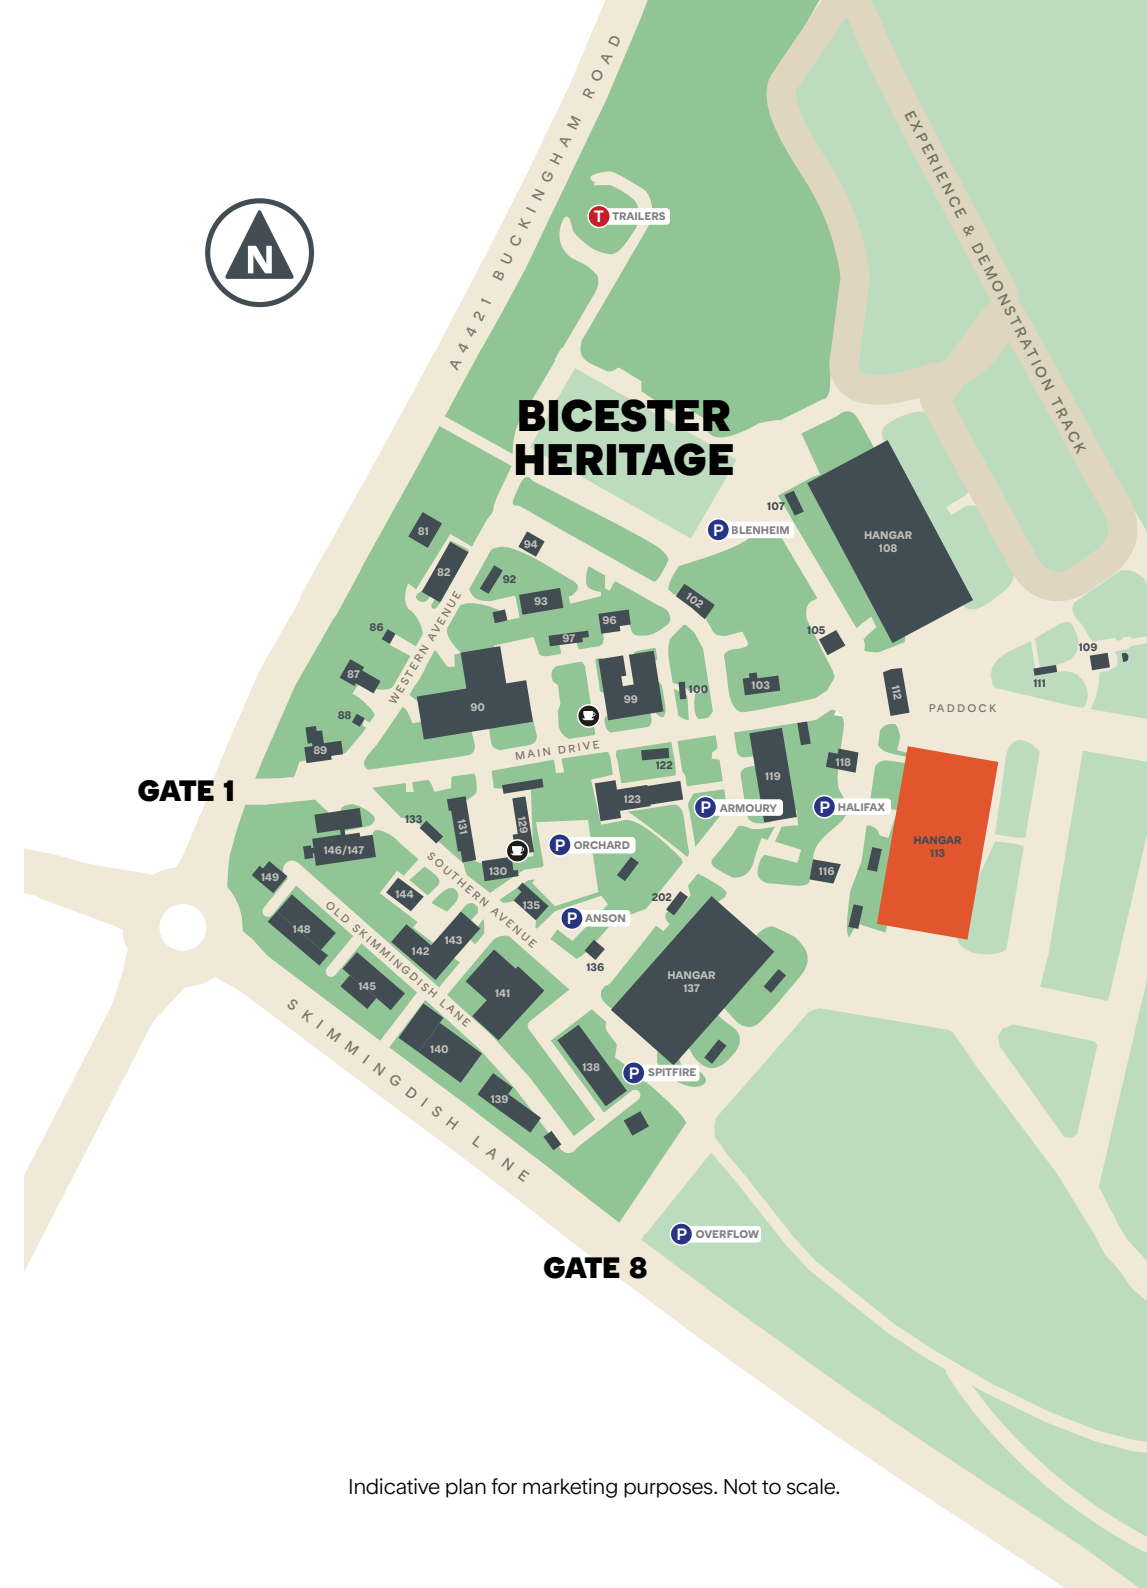 A4421 BUCKINGHAM ROAD
EXPERIENCE & DEMONSTRATION TRACK
N
T TRAILERS
BICESTER
HERITAGE
107
P BLENHEIM
HANGAR
108
81
94
82
92
93
102
96
86
97
105
WESTERN AVENUE
109
87
111
99
100
103
112
90
88
PADDOCK
89
MAIN DRIVE
122
118
119
GATE 1
123
P ARMOURY
P HALIFAX
133
131
129
HANGAR
113
146/147
P ORCHARD
130
116
149
SOUTHERN AVENUE
144
135
202
OLD SKIMMINGDISH LANE
P ANSON
148
143
142
136
HANGAR
137
145
141
SKIMMINGDISH LANE
140
138
P SPITFIRE
139
P OVERFLOW
GATE 8
Indicative plan for marketing purposes. Not to scale.